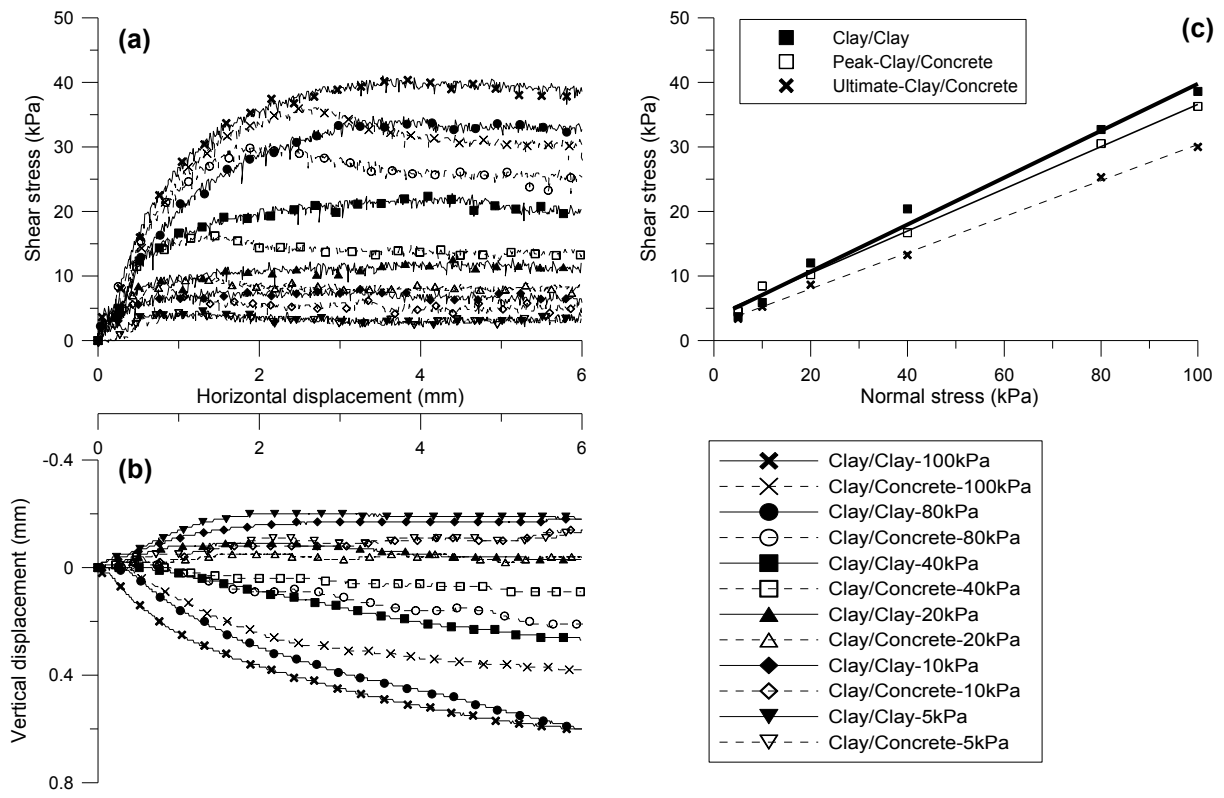 (a)
50
40
30
20
10
0
Shear stress (kPa)
0 2 4 6
Horizontal displacement (mm)
0 2 4 6
(b)
-0.4
0
0.4
0.8
Vertical displacement (mm)
(c)
Clay/Clay
Peak-Clay/Concrete
Ultimate-Clay/Concrete
50
40
30
20
10
0
Shear stress (kPa)
0 20 40 60 80 100
Normal stress (kPa)
Clay/Clay-100kPa
Clay/Concrete-100kPa
Clay/Clay-80kPa
Clay/Concrete-80kPa
Clay/Clay-40kPa
Clay/Concrete-40kPa
Clay/Clay-20kPa
Clay/Concrete-20kPa
Clay/Clay-10kPa
Clay/Concrete-10kPa
Clay/Clay-5kPa
Clay/Concrete-5kPa